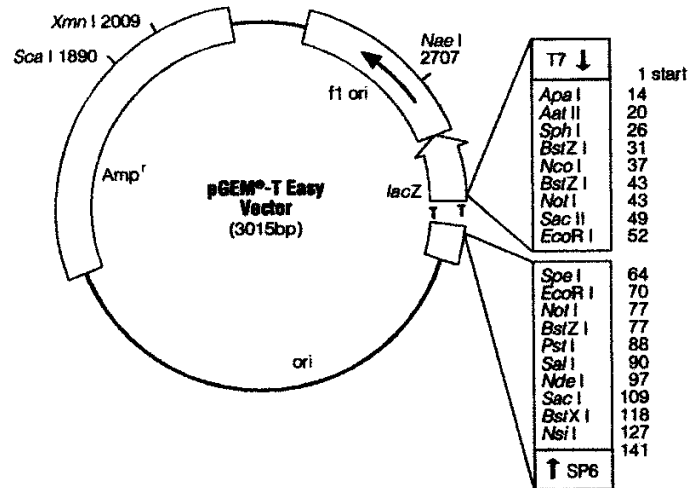 Xmn I 2009
Sca I 1890
Nae I
2707
f1 ori
Ampʳ
pGEM®-T Easy
Vector
(3015bp)
lacZ
T T
ori
T7 ↓
1 start
Apa I 14
Aat II 20
Sph I 26
BstZ I 31
Nco I 37
BstZ I 43
Not I 43
Sac II 49
EcoR I 52
Spe I 64
EcoR I 70
Not I 77
BstZ I 77
Pst I 88
Sal I 90
Nde I 97
Sac I 109
BstX I 118
Nsi I 127
141
↑ SP6